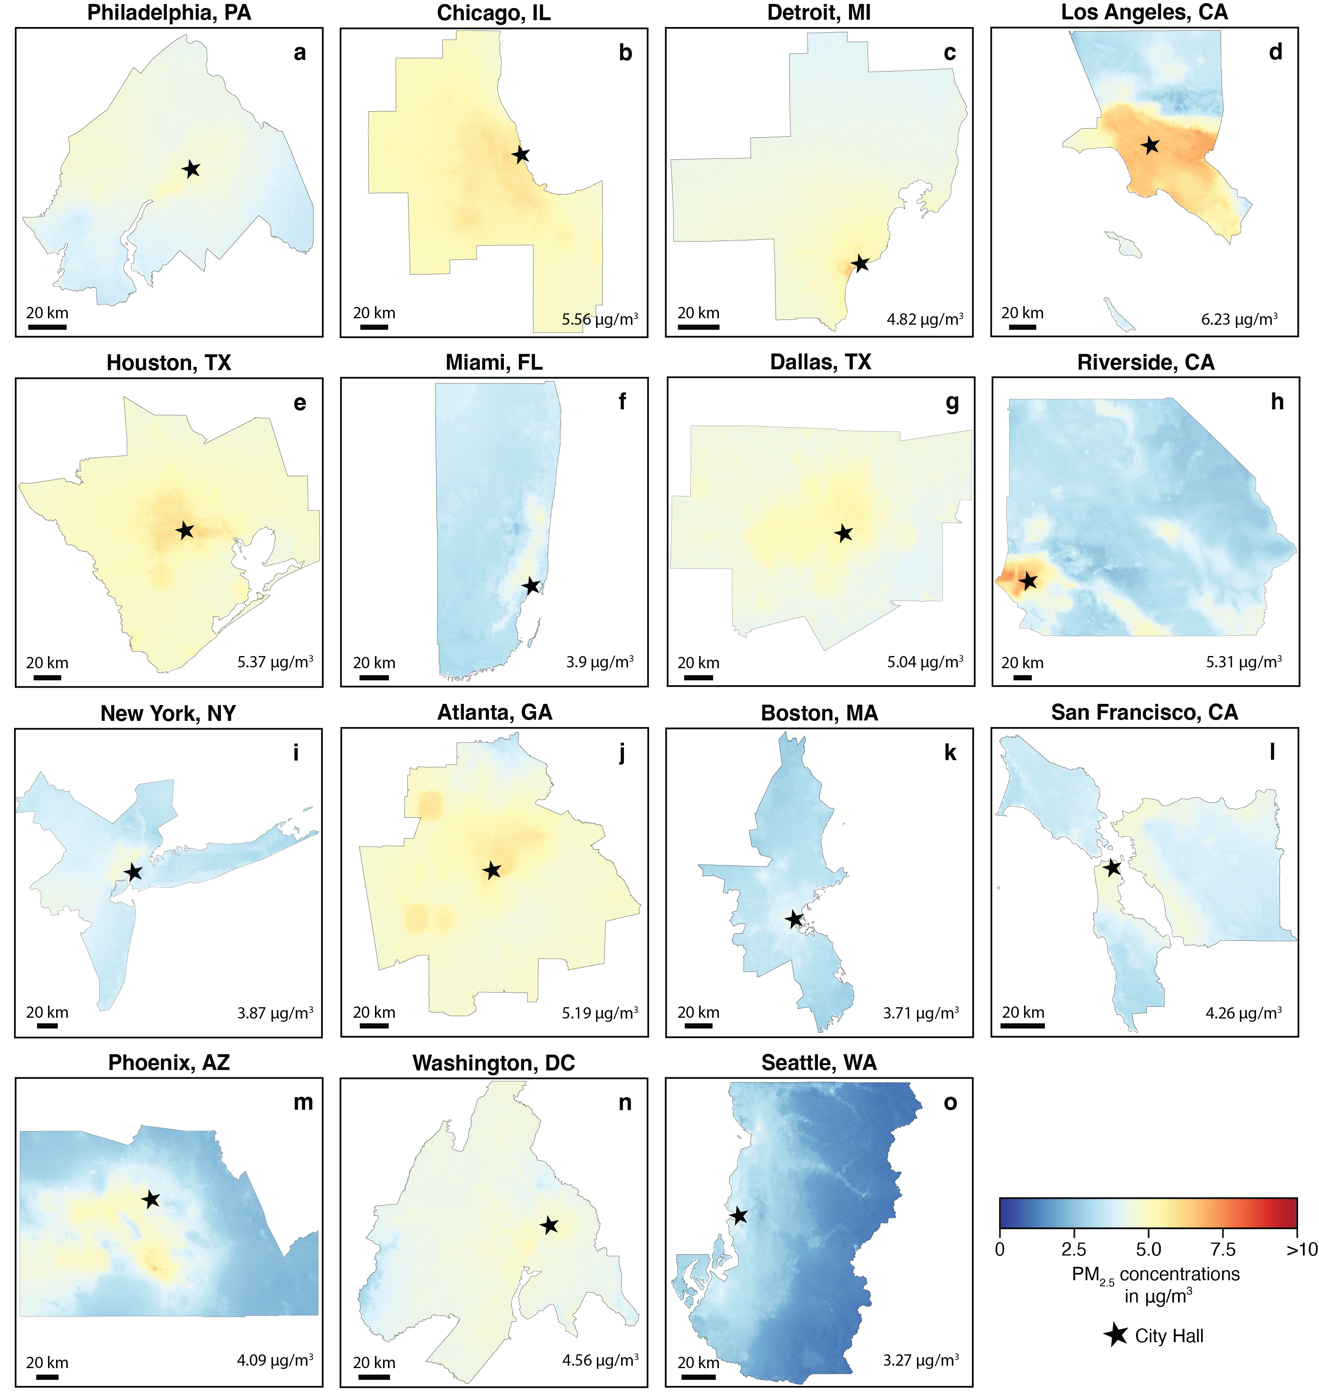 Philadelphia, PA
Chicago, IL
Detroit, MI
Los Angeles, CA
a
b
c
d
20 km
20 km
5.56 µg/m³
20 km
4.82 µg/m³
20 km
6.23 µg/m³
Houston, TX
Miami, FL
Dallas, TX
Riverside, CA
e
f
g
h
20 km
5.37 µg/m³
20 km
3.9 µg/m³
20 km
5.04 µg/m³
20 km
5.31 µg/m³
New York, NY
Atlanta, GA
Boston, MA
San Francisco, CA
i
j
k
l
20 km
3.87 µg/m³
20 km
5.19 µg/m³
20 km
3.71 µg/m³
20 km
4.26 µg/m³
Phoenix, AZ
Washington, DC
Seattle, WA
m
n
o
20 km
4.09 µg/m³
20 km
4.56 µg/m³
20 km
3.27 µg/m³
0 2.5 5.0 7.5 >10
PM2.5 concentrations
in µg/m³
City Hall